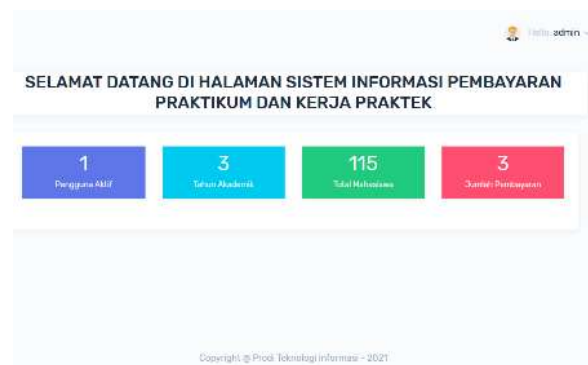 Hello, admin
SELAMAT DATANG DI HALAMAN SISTEM INFORMASI PEMBAYARAN
PRAKTIKUM DAN KERJA PRAKTEK
1
Pengguna Aktif
3
Tahun Akademik
115
Total Mahasiswa
3
Jumlah Pembayaran
Copyright @ Prodi Teknologi informasi - 2021